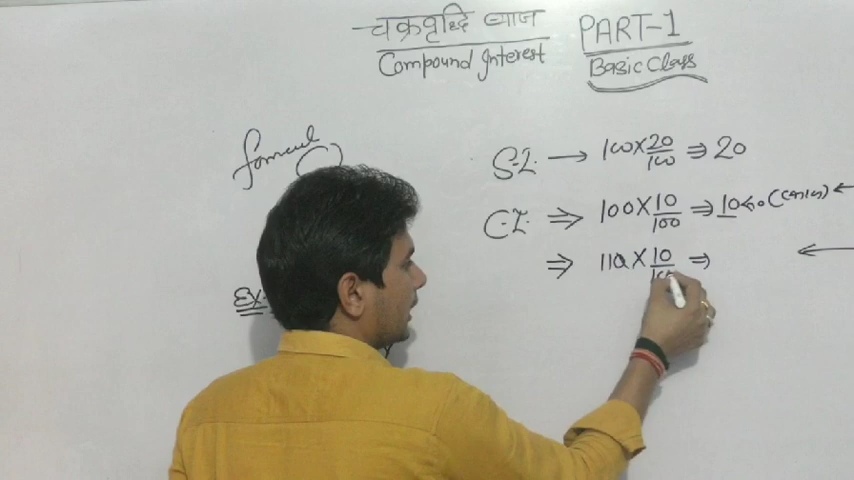 चक्रवृद्धि ब्याज PART-1
Compound Interest Basic Class
formul
S.I. → 100×20/100 ⇒ 20
C.I. ⇒ 100×10/100 ⇒ 10
⇒ 110×10/100 ⇒
Ex-